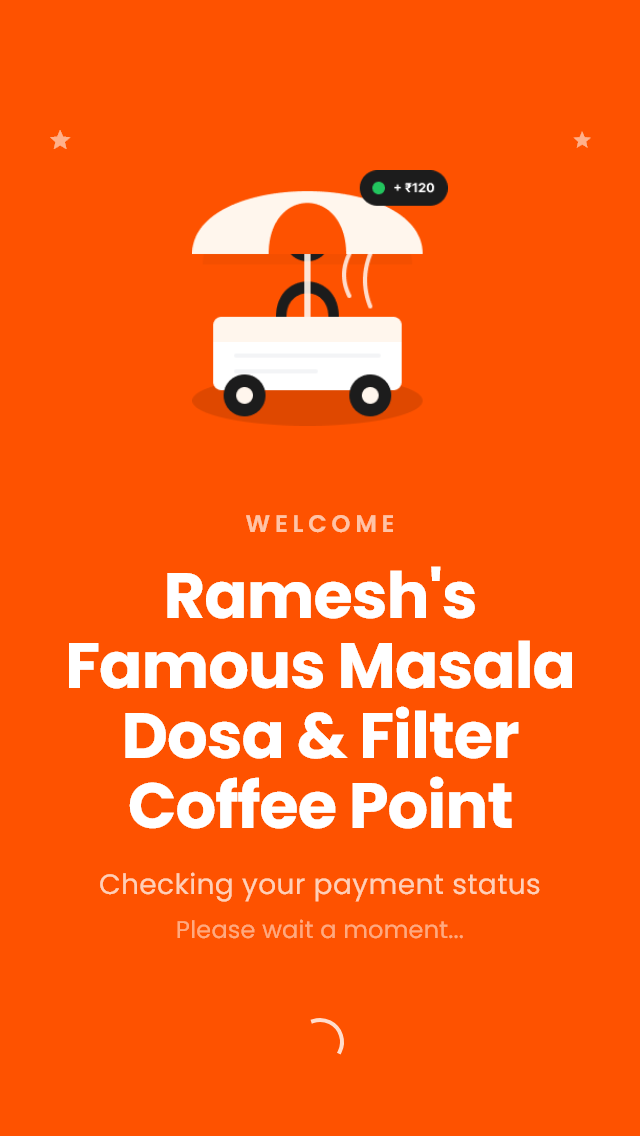 + ₹120
WELCOME
Ramesh's
Famous Masala
Dosa & Filter
Coffee Point
Checking your payment status
Please wait a moment...